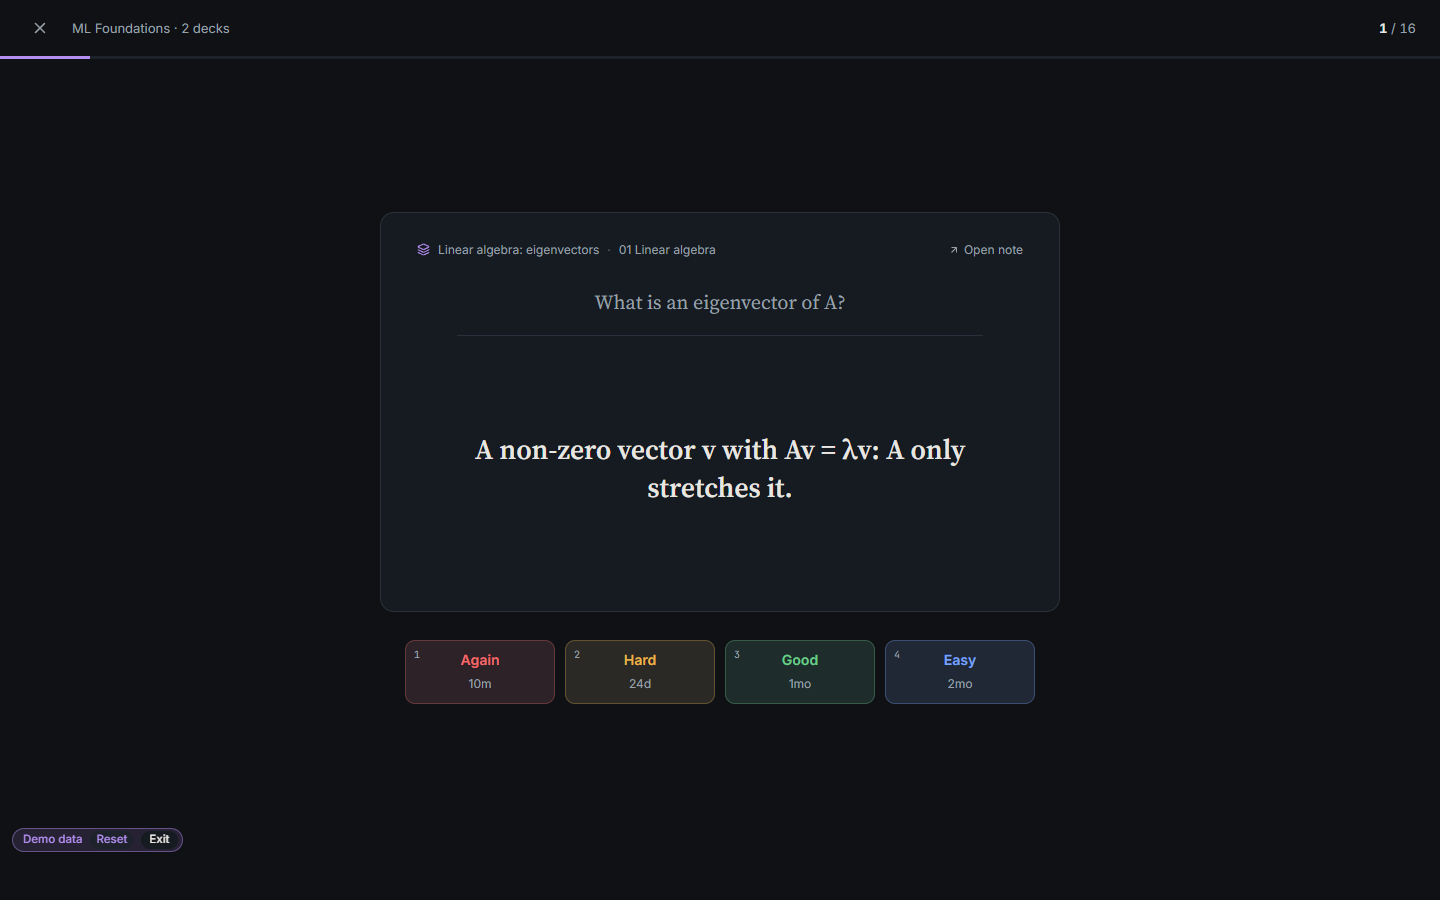 ML Foundations · 2 decks
1 / 16
Linear algebra: eigenvectors · 01 Linear algebra
Open note
What is an eigenvector of A?
A non-zero vector v with Av = λv: A only
stretches it.
1 Again
10m
2 Hard
24d
3 Good
1mo
4 Easy
2mo
Demo data Reset Exit